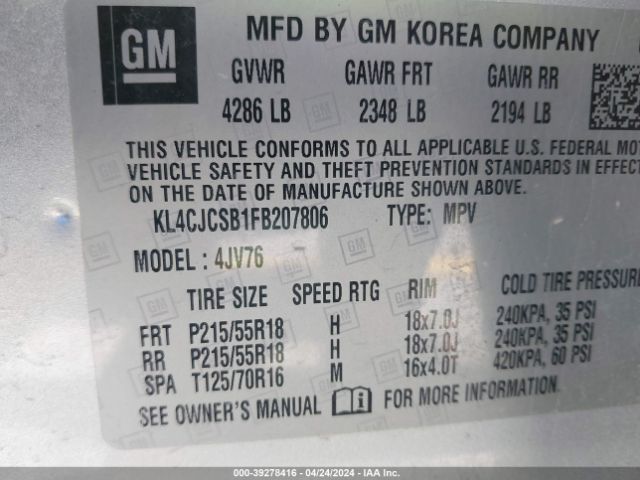 GM
MFD BY GM KOREA COMPANY
GVWR GAWR FRT GAWR RR
4286 LB 2348 LB 2194 LB
THIS VEHICLE CONFORMS TO ALL APPLICABLE U.S. FEDERAL MOT
VEHICLE SAFETY AND THEFT PREVENTION STANDARDS IN EFFECT
ON THE DATE OF MANUFACTURE SHOWN ABOVE.
KL4CJCSB1FB207806 TYPE: MPV
MODEL: 4JV76
TIRE SIZE SPEED RTG RIM COLD TIRE PRESSURE
FRT P215/55R18 H 18x7.0J 240KPA, 35 PSI
RR P215/55R18 H 18x7.0J 240KPA, 35 PSI
SPA T125/70R16 M 16x4.0T 420KPA, 60 PSI
SEE OWNER'S MANUAL FOR MORE INFORMATION.
000-39278416 - 04/24/2024 - IAA Inc.